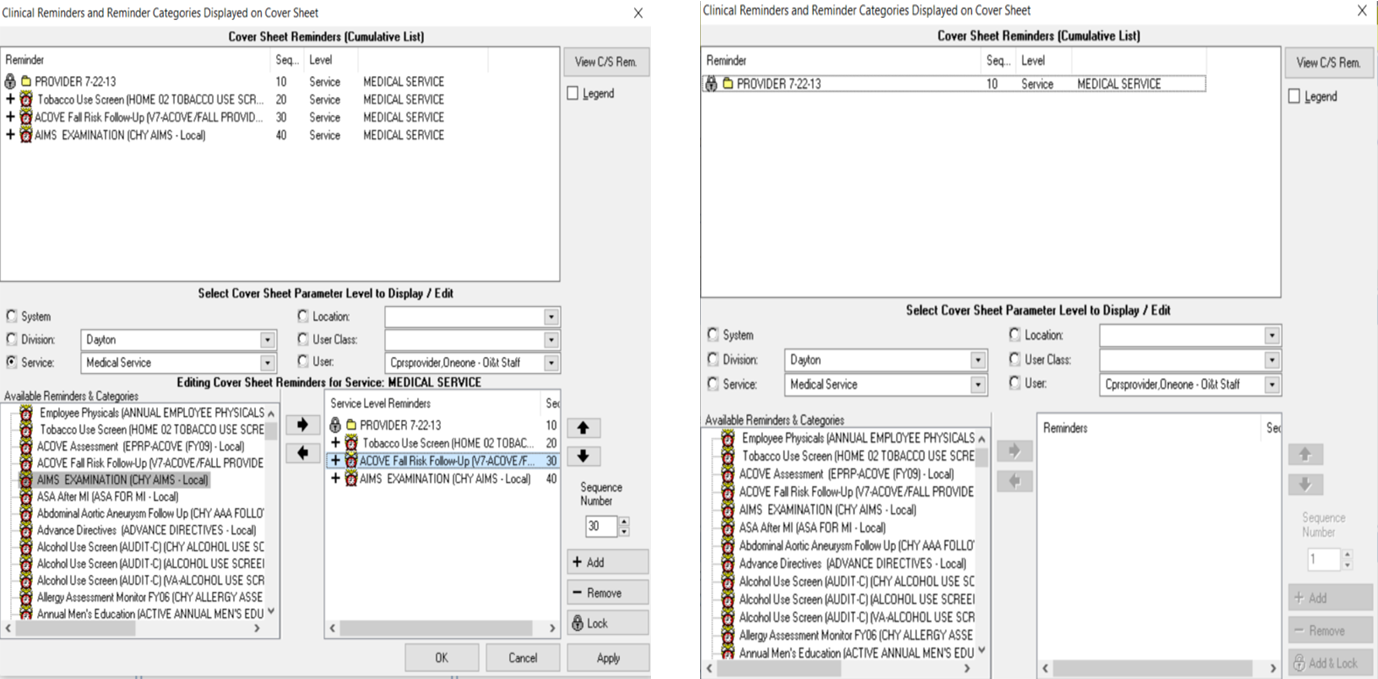 Clinical Reminders and Reminder Categories Displayed on Cover Sheet
Cover Sheet Reminders (Cumulative List)
Reminder Seq... Level
PROVIDER 7-22-13 10 Service MEDICAL SERVICE
Tobacco Use Screen (HOME 02 TOBACCO USE SCR... 20 Service MEDICAL SERVICE
ACOVE Fall Risk Follow-Up (V7-ACOVE/FALL PROVID... 30 Service MEDICAL SERVICE
AIMS EXAMINATION (CHY AIMS - Local) 40 Service MEDICAL SERVICE
View C/S Rem.
Legend
Select Cover Sheet Parameter Level to Display / Edit
System Location:
Division: Dayton User Class:
Service: Medical Service User: Cprsprovider,Oneone - Oi&t Staff
Editing Cover Sheet Reminders for Service: MEDICAL SERVICE
Available Reminders & Categories
Employee Physicals (ANNUAL EMPLOYEE PHYSICALS
Tobacco Use Screen (HOME 02 TOBACCO USE SCRE
ACOVE Assessment (EPRP-ACOVE (FY09) - Local)
ACOVE Fall Risk Follow-Up (V7-ACOVE/FALL PROVIDE
AIMS EXAMINATION (CHY AIMS - Local)
ASA After MI (ASA FOR MI - Local)
Abdominal Aortic Aneurysm Follow Up (CHY AAA FOLLO
Advance Directives (ADVANCE DIRECTIVES - Local)
Alcohol Use Screen (AUDIT-C) (CHY ALCOHOL USE SC
Alcohol Use Screen (AUDIT-C) (ALCOHOL USE SCREEI
Alcohol Use Screen (AUDIT-C) (VA-ALCOHOL USE SCR
Allergy Assessment Monitor FY06 (CHY ALLERGY ASSE
Annual Men's Education (ACTIVE ANNUAL MEN'S EDU
Service Level Reminders Sec
PROVIDER 7-22-13 10
Tobacco Use Screen (HOME 02 TOBAC... 20
ACOVE Fall Risk Follow-Up (V7-ACOVE/F... 30
AIMS EXAMINATION (CHY AIMS - Local) 40
Sequence
Number
30
+ Add
− Remove
Lock
OK Cancel Apply
Clinical Reminders and Reminder Categories Displayed on Cover Sheet
Cover Sheet Reminders (Cumulative List)
Reminder Seq... Level
PROVIDER 7-22-13 10 Service MEDICAL SERVICE
View C/S Rem.
Legend
Select Cover Sheet Parameter Level to Display / Edit
System Location:
Division: Dayton User Class:
Service: Medical Service User: Cprsprovider,Oneone - Oi&t Staff
Available Reminders & Categories
Employee Physicals (ANNUAL EMPLOYEE PHYSICALS
Tobacco Use Screen (HOME 02 TOBACCO USE SCRE
ACOVE Assessment (EPRP-ACOVE (FY09) - Local)
ACOVE Fall Risk Follow-Up (V7-ACOVE/FALL PROVIDE
AIMS EXAMINATION (CHY AIMS - Local)
ASA After MI (ASA FOR MI - Local)
Abdominal Aortic Aneurysm Follow Up (CHY AAA FOLLO
Advance Directives (ADVANCE DIRECTIVES - Local)
Alcohol Use Screen (AUDIT-C) (CHY ALCOHOL USE SC
Alcohol Use Screen (AUDIT-C) (ALCOHOL USE SCREEI
Alcohol Use Screen (AUDIT-C) (VA-ALCOHOL USE SCR
Allergy Assessment Monitor FY06 (CHY ALLERGY ASSE
Annual Men's Education (ACTIVE ANNUAL MEN'S EDU
Reminders Sec
Sequence
Number
1
+ Add
− Remove
Add & Lock